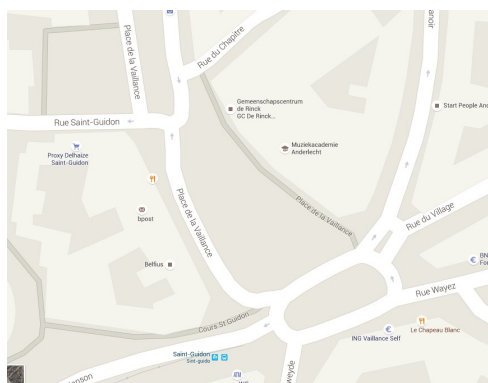 Place de la Vaillance
Rue du Chapitre
Gemeenschapscentrum
de Rinck
GC De Rinck...
Start People And
Rue Saint-Guidon
Muziekacademie
Anderlecht
Proxy Delhaize
Saint-Guidon
Place de la Vaillance
Place de la Vaillance
Rue du Village
bpost
Belfius
BN
For
Rue Wayez
Cours St Guidon
Le Chapeau Blanc
ING Vaillance Self
Saint-Guidon
Sint-guido